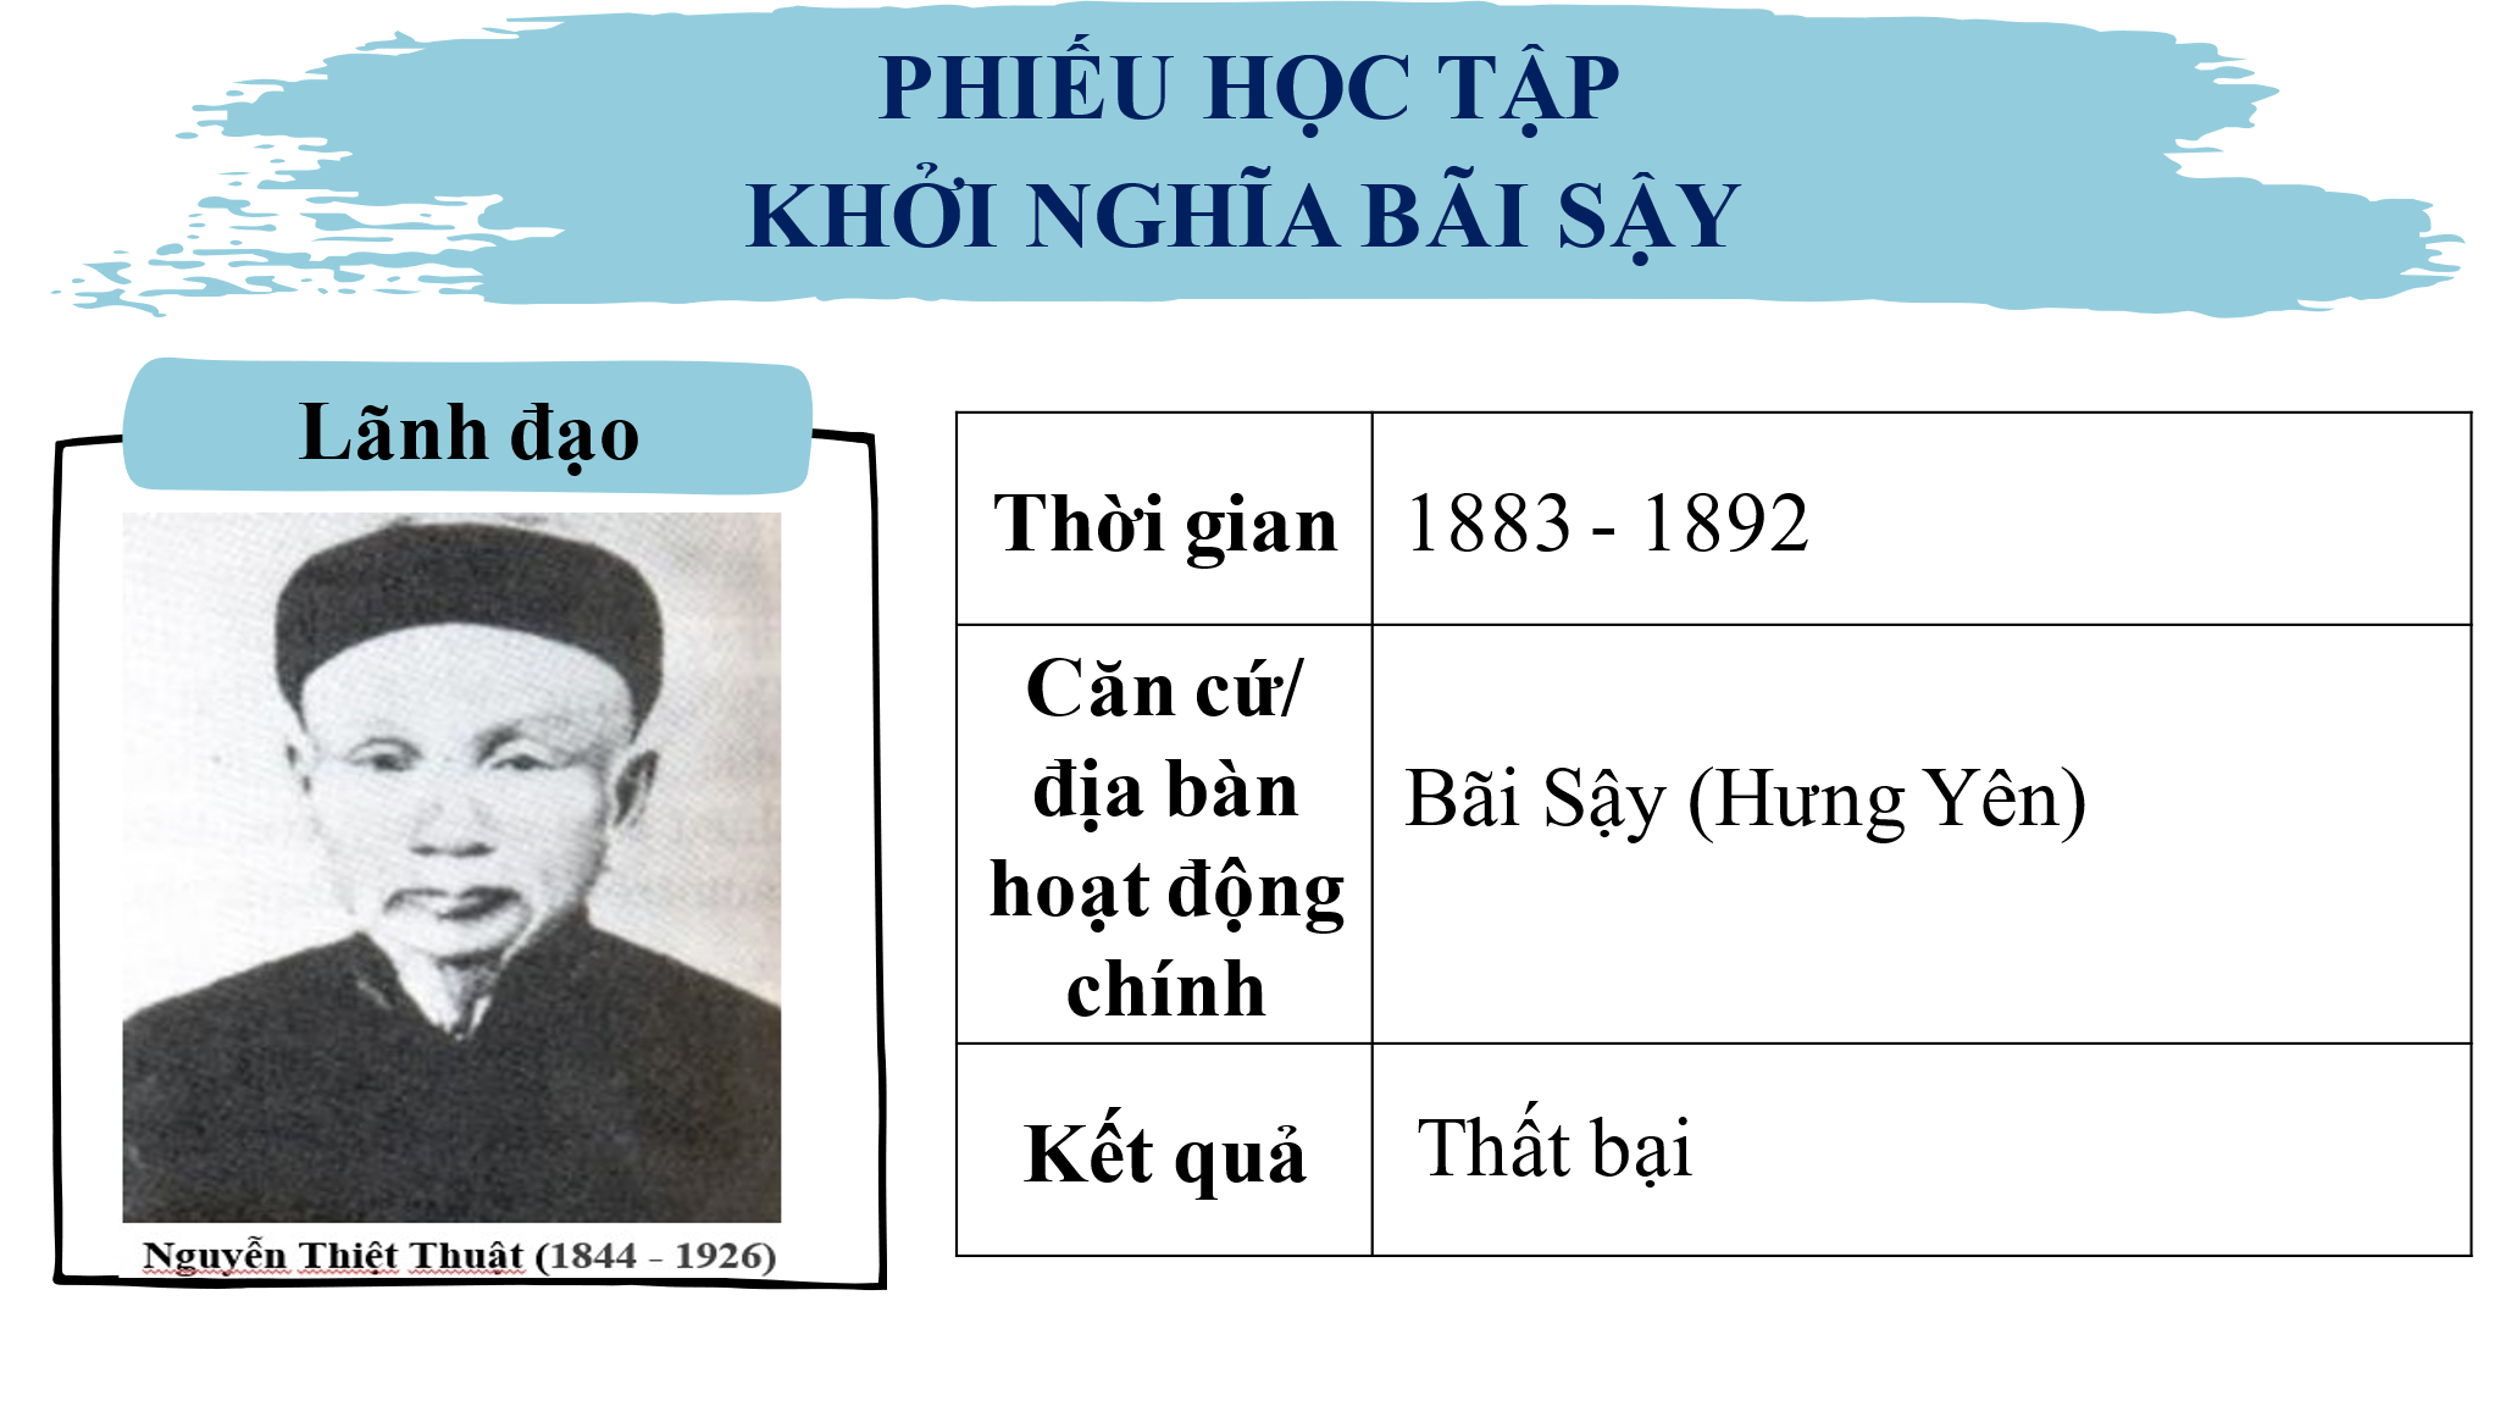 PHIẾU HỌC TẬP
KHỞI NGHĨA BÃI SẬY
Lãnh đạo
Nguyễn Thiệt Thuật (1844 - 1926)
Thời gian
1883 - 1892
Căn cứ/
địa bàn
hoạt động
chính
Bãi Sậy (Hưng Yên)
Kết quả
Thất bại